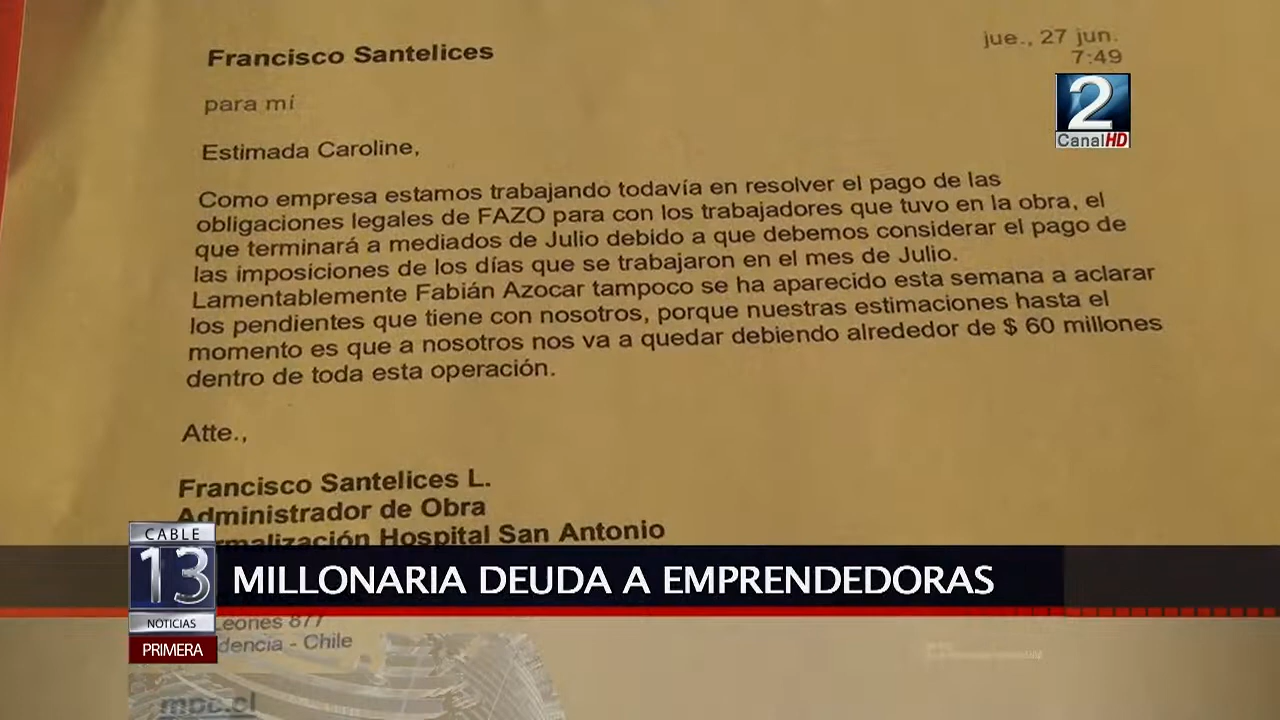 Francisco Santelices
jue., 27 jun.
7:49
para mí
2
CanalHD
Estimada Caroline,
Como empresa estamos trabajando todavía en resolver el pago de las
obligaciones legales de FAZO para con los trabajadores que tuvo en la obra, el
que terminará a mediados de Julio debido a que debemos considerar el pago de
las imposiciones de los días que se trabajaron en el mes de Julio.
Lamentablemente Fabián Azocar tampoco se ha aparecido esta semana a aclarar
los pendientes que tiene con nosotros, porque nuestras estimaciones hasta el
momento es que a nosotros nos va a quedar debiendo alrededor de $ 60 millones
dentro de toda esta operación.
Atte.,
Francisco Santelices L.
Administrador de Obra
Hospital San Antonio
CABLE
13
NOTICIAS
PRIMERA
MILLONARIA DEUDA A EMPRENDEDORAS
Leones 877
dencia - Chile